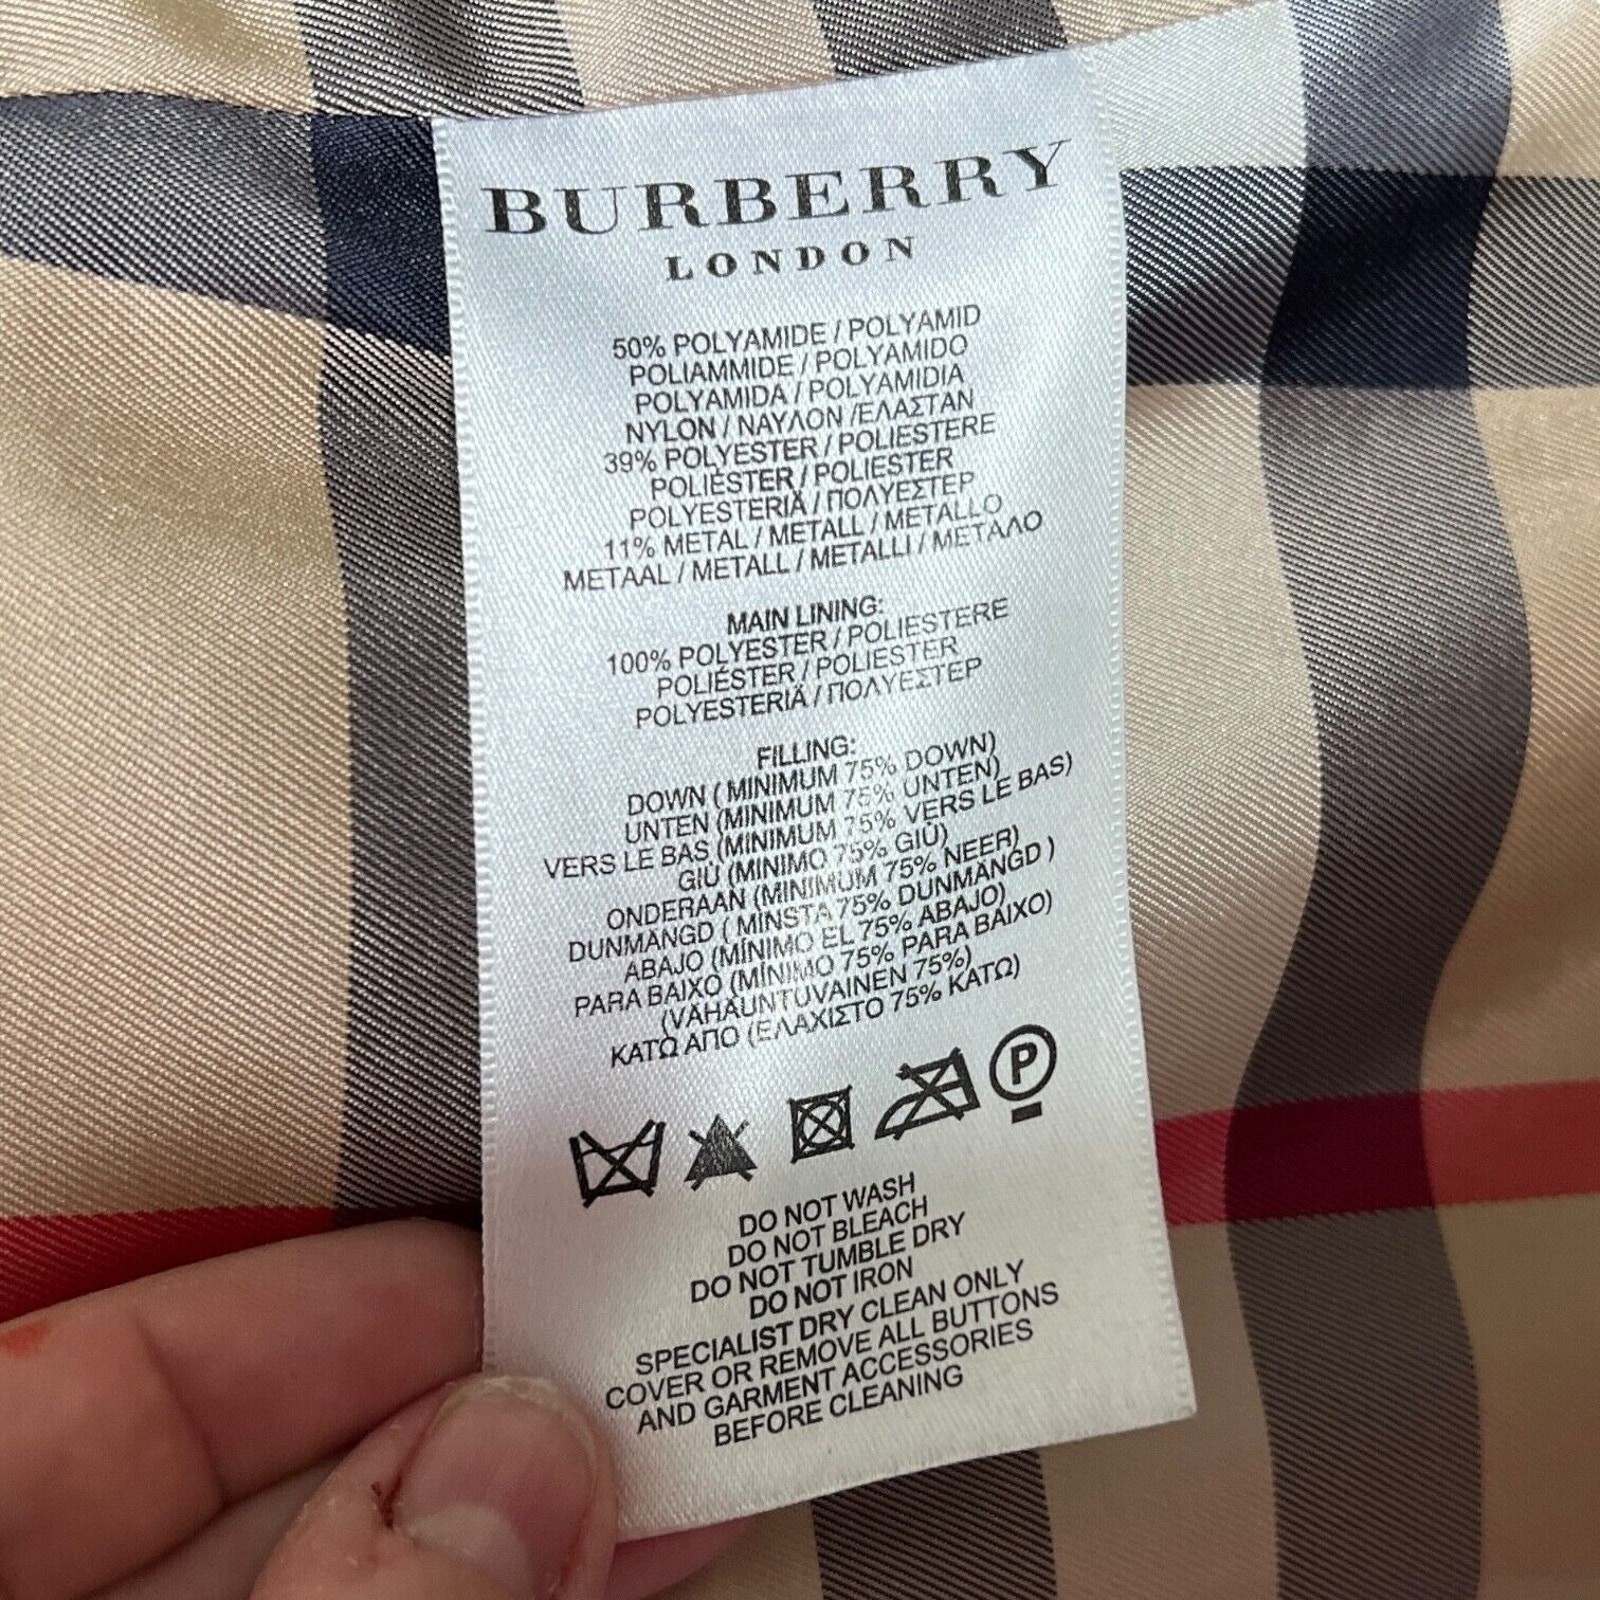 BURBERRY
LONDON
50% POLYAMIDE / POLYAMID
POLIAMMIDE / POLYAMIDO
POLYAMIDA / POLYAMIDIA
NYLON / ΝΑΥΛΟΝ /ΕΛΑΣΤΑΝ
39% POLYESTER / POLIESTERE
POLIÉSTER / POLIESTER
POLYESTERIÄ / ΠΟΛΥΕΣΤΕΡ
11% METAL / METALL / METALLO
METAAL / METALL / METALLI / ΜΕΤΑΛΟ
MAIN LINING:
100% POLYESTER / POLIESTERE
POLIÉSTER / POLIESTER
POLYESTERIÄ / ΠΟΛΥΕΣΤΕΡ
FILLING:
DOWN ( MINIMUM 75% DOWN)
UNTEN (MINIMUM 75% UNTEN)
VERS LE BAS (MINIMUM 75% VERS LE BAS)
GIÙ (MINIMO 75% GIÙ)
ONDERAAN (MINIMUM 75% NEER)
DUNMÄNGD ( MINSTA 75% DUNMÄNGD )
ABAJO (MÍNIMO EL 75% ABAJO)
PARA BAIXO (MÍNIMO 75% PARA BAIXO)
(VÄHÄUNTUVAINEN 75%)
ΚΑΤΩ ΑΠΟ (ΕΛΑΧΙΣΤΟ 75% ΚΑΤΩ)
P
DO NOT WASH
DO NOT BLEACH
DO NOT TUMBLE DRY
DO NOT IRON
SPECIALIST DRY CLEAN ONLY
COVER OR REMOVE ALL BUTTONS
AND GARMENT ACCESSORIES
BEFORE CLEANING